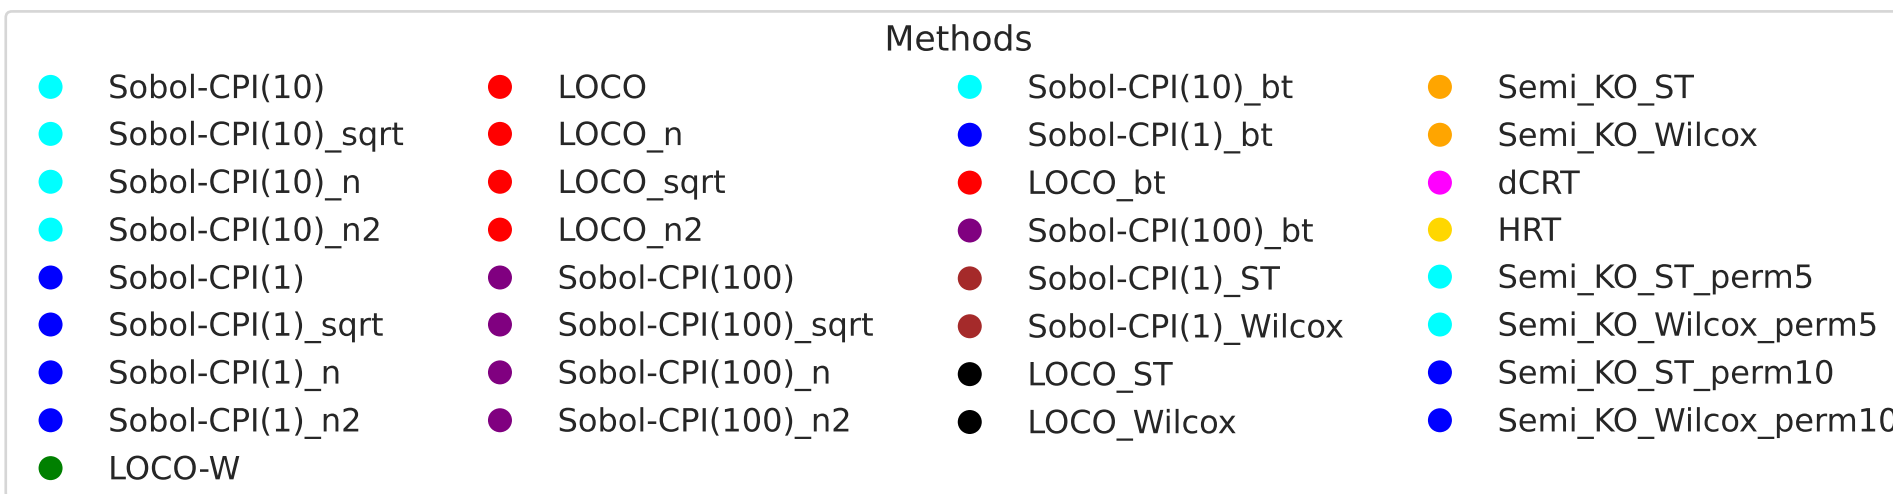 Methods
Sobol-CPI(10)
Sobol-CPI(10)_sqrt
Sobol-CPI(10)_n
Sobol-CPI(10)_n2
Sobol-CPI(1)
Sobol-CPI(1)_sqrt
Sobol-CPI(1)_n
Sobol-CPI(1)_n2
LOCO-W
LOCO
LOCO_n
LOCO_sqrt
LOCO_n2
Sobol-CPI(100)
Sobol-CPI(100)_sqrt
Sobol-CPI(100)_n
Sobol-CPI(100)_n2
Sobol-CPI(10)_bt
Sobol-CPI(1)_bt
LOCO_bt
Sobol-CPI(100)_bt
Sobol-CPI(1)_ST
Sobol-CPI(1)_Wilcox
LOCO_ST
LOCO_Wilcox
Semi_KO_ST
Semi_KO_Wilcox
dCRT
HRT
Semi_KO_ST_perm5
Semi_KO_Wilcox_perm5
Semi_KO_ST_perm10
Semi_KO_Wilcox_perm10